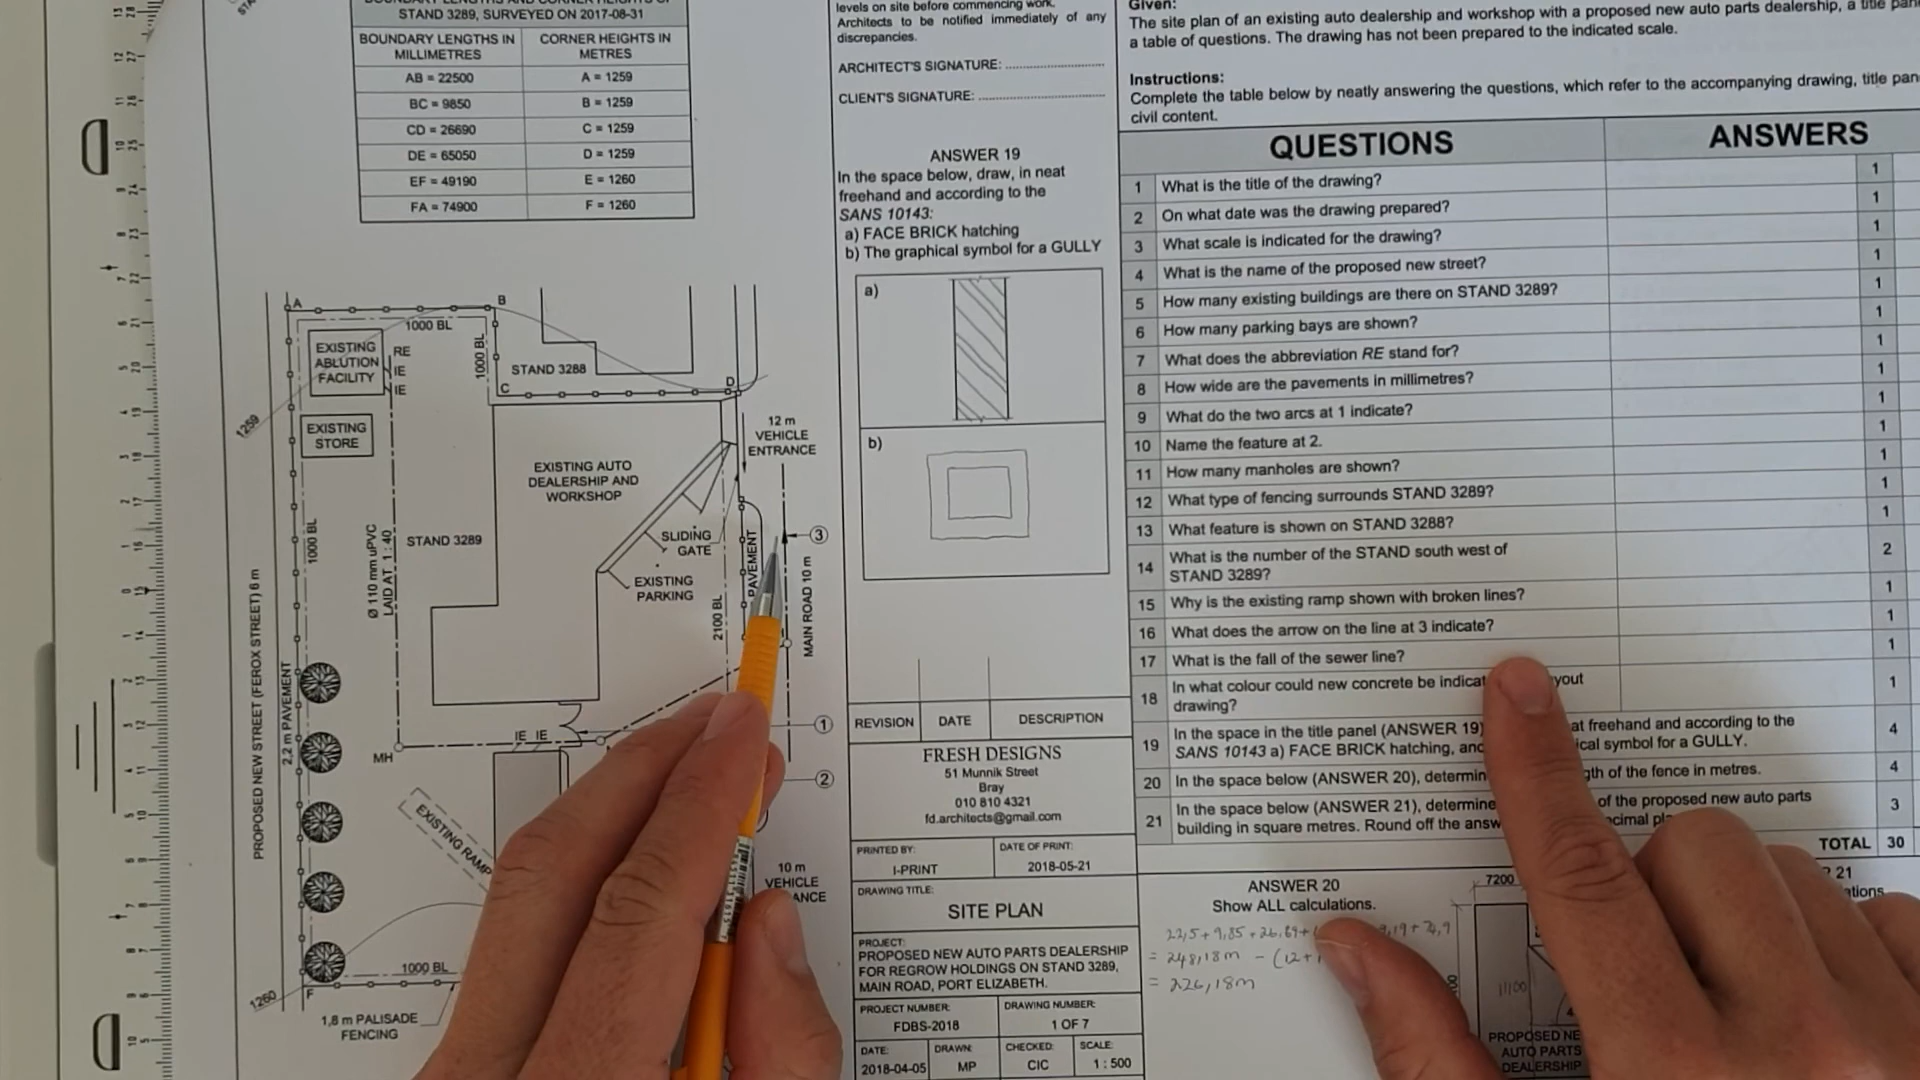 STAND 3289, SURVEYED ON 2017-08-31
BOUNDARY LENGTHS IN MILLIMETRES
CORNER HEIGHTS IN METRES
AB = 22500
A = 1259
BC = 9850
B = 1259
CD = 26690
C = 1259
DE = 65050
D = 1259
EF = 49190
E = 1260
FA = 74900
F = 1260
A
B
1000 BL
EXISTING
ABLUTION
FACILITY
RE
IE
IE
1000 BL
STAND 3288
C
D
1259
EXISTING
STORE
12 m
VEHICLE
ENTRANCE
EXISTING AUTO
DEALERSHIP AND
WORKSHOP
1000 BL
Ø 110 mm uPVC
LAID AT 1 : 40
STAND 3289
SLIDING
GATE
PAVEMENT
3
EXISTING
PARKING
2100 BL
MAIN ROAD 10 m
PROPOSED NEW STREET (FEROX STREET) 6 m
2,2 m PAVEMENT
1
IE IE
MH
2
EXISTING RAMP
10 m
VEHICLE
1000 BL
1260
F
1,8 m PALISADE
FENCING
levels on site before commencing work.
Architects to be notified immediately of any
discrepancies.
ARCHITECT'S SIGNATURE: ........................
CLIENT'S SIGNATURE: ........................
ANSWER 19
In the space below, draw, in neat
freehand and according to the
SANS 10143:
a) FACE BRICK hatching
b) The graphical symbol for a GULLY
a)
b)
REVISION
DATE
DESCRIPTION
FRESH DESIGNS
51 Munnik Street
Bray
010 810 4321
fd.architects@gmail.com
PRINTED BY:
I-PRINT
DATE OF PRINT:
2018-05-21
DRAWING TITLE:
SITE PLAN
PROJECT:
PROPOSED NEW AUTO PARTS DEALERSHIP
FOR REGROW HOLDINGS ON STAND 3289,
MAIN ROAD, PORT ELIZABETH.
PROJECT NUMBER:
FDBS-2018
DRAWING NUMBER:
1 OF 7
DATE:
2018-04-05
DRAWN:
MP
CHECKED:
CIC
SCALE:
1 : 500
Given:
The site plan of an existing auto dealership and workshop with a proposed new auto parts dealership, a title
a table of questions. The drawing has not been prepared to the indicated scale.
Instructions:
Complete the table below by neatly answering the questions, which refer to the accompanying drawing, title
civil content.
QUESTIONS
ANSWERS
1 What is the title of the drawing? 1
2 On what date was the drawing prepared? 1
3 What scale is indicated for the drawing? 1
4 What is the name of the proposed new street? 1
5 How many existing buildings are there on STAND 3289? 1
6 How many parking bays are shown? 1
7 What does the abbreviation RE stand for? 1
8 How wide are the pavements in millimetres? 1
9 What do the two arcs at 1 indicate? 1
10 Name the feature at 2. 1
11 How many manholes are shown? 1
12 What type of fencing surrounds STAND 3289? 1
13 What feature is shown on STAND 3288? 1
14 What is the number of the STAND south west of
STAND 3289? 2
15 Why is the existing ramp shown with broken lines? 1
16 What does the arrow on the line at 3 indicate? 1
17 What is the fall of the sewer line? 1
18 In what colour could new concrete be
drawing? 1
19 In the space in the title panel (ANSWER 19) freehand and according to the
SANS 10143 a) FACE BRICK hatching, symbol for a GULLY. 4
20 In the space below (ANSWER 20), of the fence in metres. 4
21 In the space below (ANSWER 21), determine of the proposed new auto parts
building in square metres. Round off the 3
TOTAL 30
ANSWER 20
Show ALL calculations.
22,5+9,85+26,69+
= 248,18m - (12+
= 226,18m
7200
21
11100
AUTO PARTS
DEALERSHIP